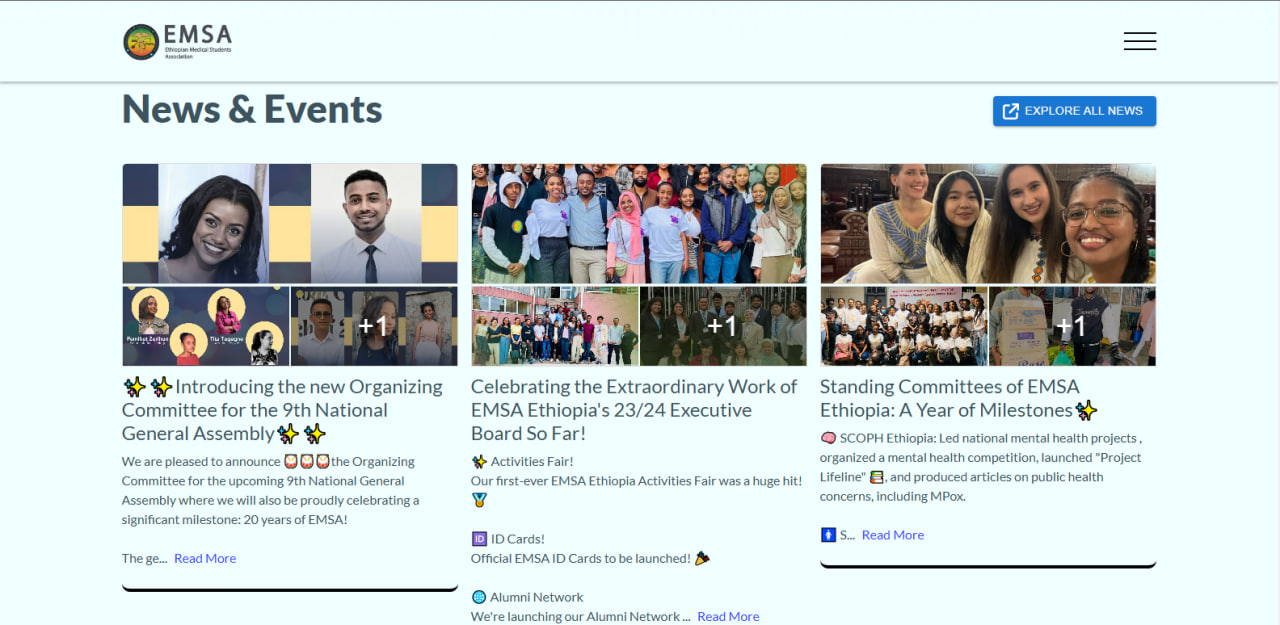 EMSA
Ethiopian Medical Students
Association
News & Events
EXPLORE ALL NEWS
+1
+1
+1
Introducing the new Organizing
Committee for the 9th National
General Assembly
We are pleased to announce the Organizing
Committee for the upcoming 9th National General
Assembly where we will also be proudly celebrating a
significant milestone: 20 years of EMSA!
The ge... Read More
Celebrating the Extraordinary Work of
EMSA Ethiopia's 23/24 Executive
Board So Far!
✨ Activities Fair!
Our first-ever EMSA Ethiopia Activities Fair was a huge hit!
🏅
🆔 ID Cards!
Official EMSA ID Cards to be launched! 🎉
🌐 Alumni Network
We're launching our Alumni Network ... Read More
Standing Committees of EMSA
Ethiopia: A Year of Milestones✨
🧠 SCOPH Ethiopia: Led national mental health projects ,
organized a mental health competition, launched "Project
Lifeline" 📚, and produced articles on public health
concerns, including MPox.
🚹 S... Read More